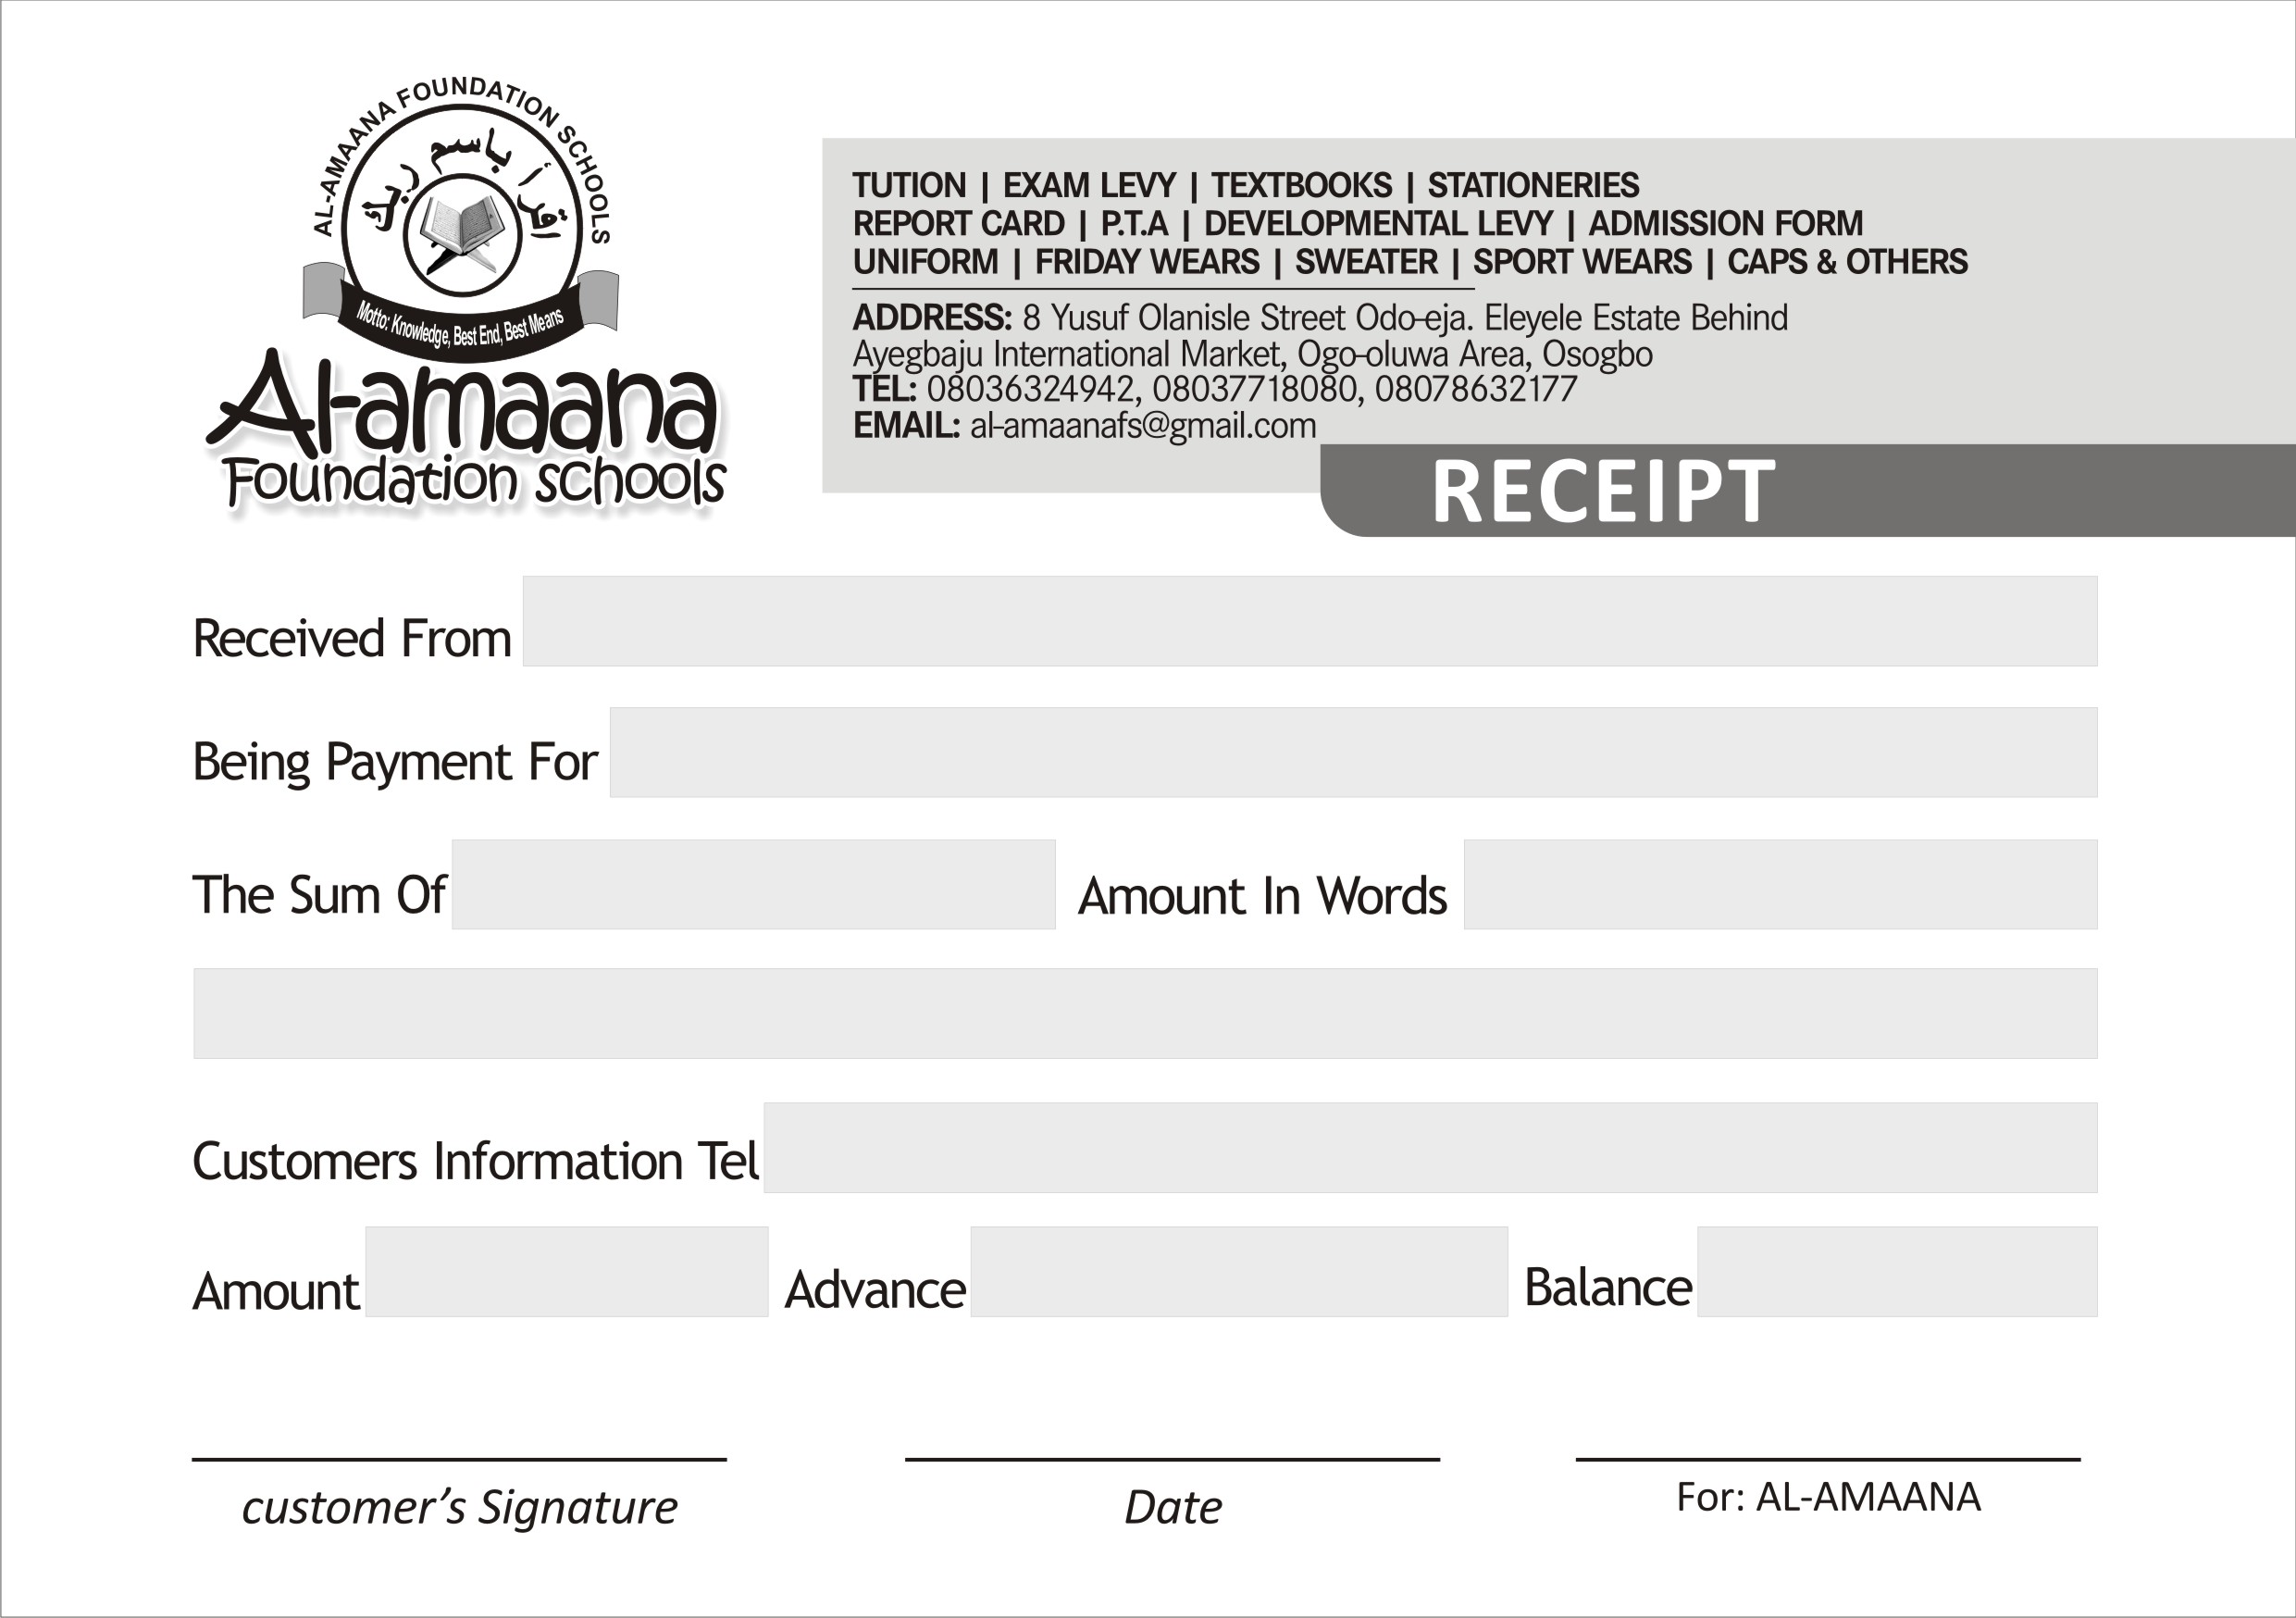 AL-AMAANA FOUNDATION SCHOOLS
اقرأ باسم ربك
Motto: Knowledge, Best End, Best Means
Al-amaana
Foundation schools
TUTION | EXAM LEVY | TEXTBOOKS | STATIONERIES
REPORT CARD | P.T.A | DEVELOPMENTAL LEVY | ADMISSION FORM
UNIFORM | FRIDAY WEARS | SWEATER | SPORT WEARS | CAPS & OTHERS
ADDRESS: 8 Yusuf Olanisle Street Odo-eja. Eleyele Estate Behind
Ayegbaju International Market, Ogo-oluwa Area, Osogbo
TEL: 08036324942, 08037718080, 08078632177
EMAIL: al-amaanafs@gmail.com
RECEIPT
Received From
Being Payment For
The Sum Of Amount In Words
Customers Information Tel
Amount Advance Balance
customer's Signature Date For: AL-AMAANA